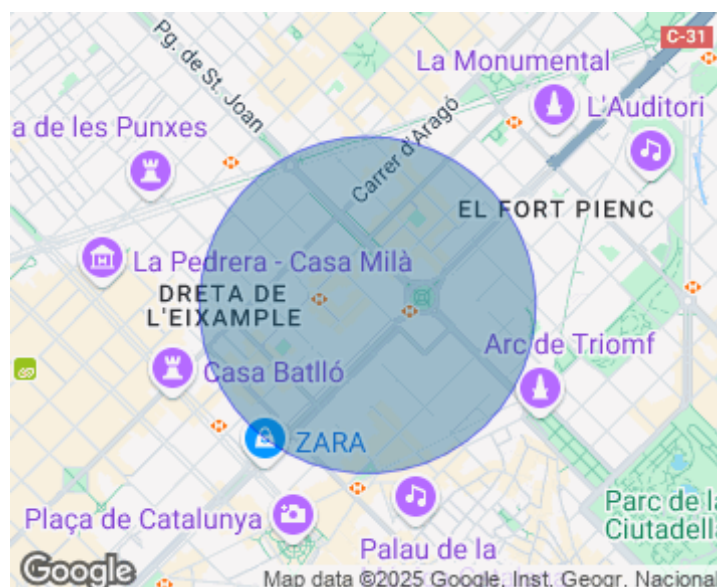 C-31
Pg. de St. Joan
La Monumental
L'Auditori
a de les Punxes
Carrer d'Aragó
EL FORT PIENC
La Pedrera - Casa Milà
DRETA DE
L'EIXAMPLE
Arc de Triomf
Casa Batlló
ZARA
Plaça de Catalunya
Parc de la
Ciutadell
Palau de la
Google
Map data ©2025 Google, Inst. Geogr. Nacional